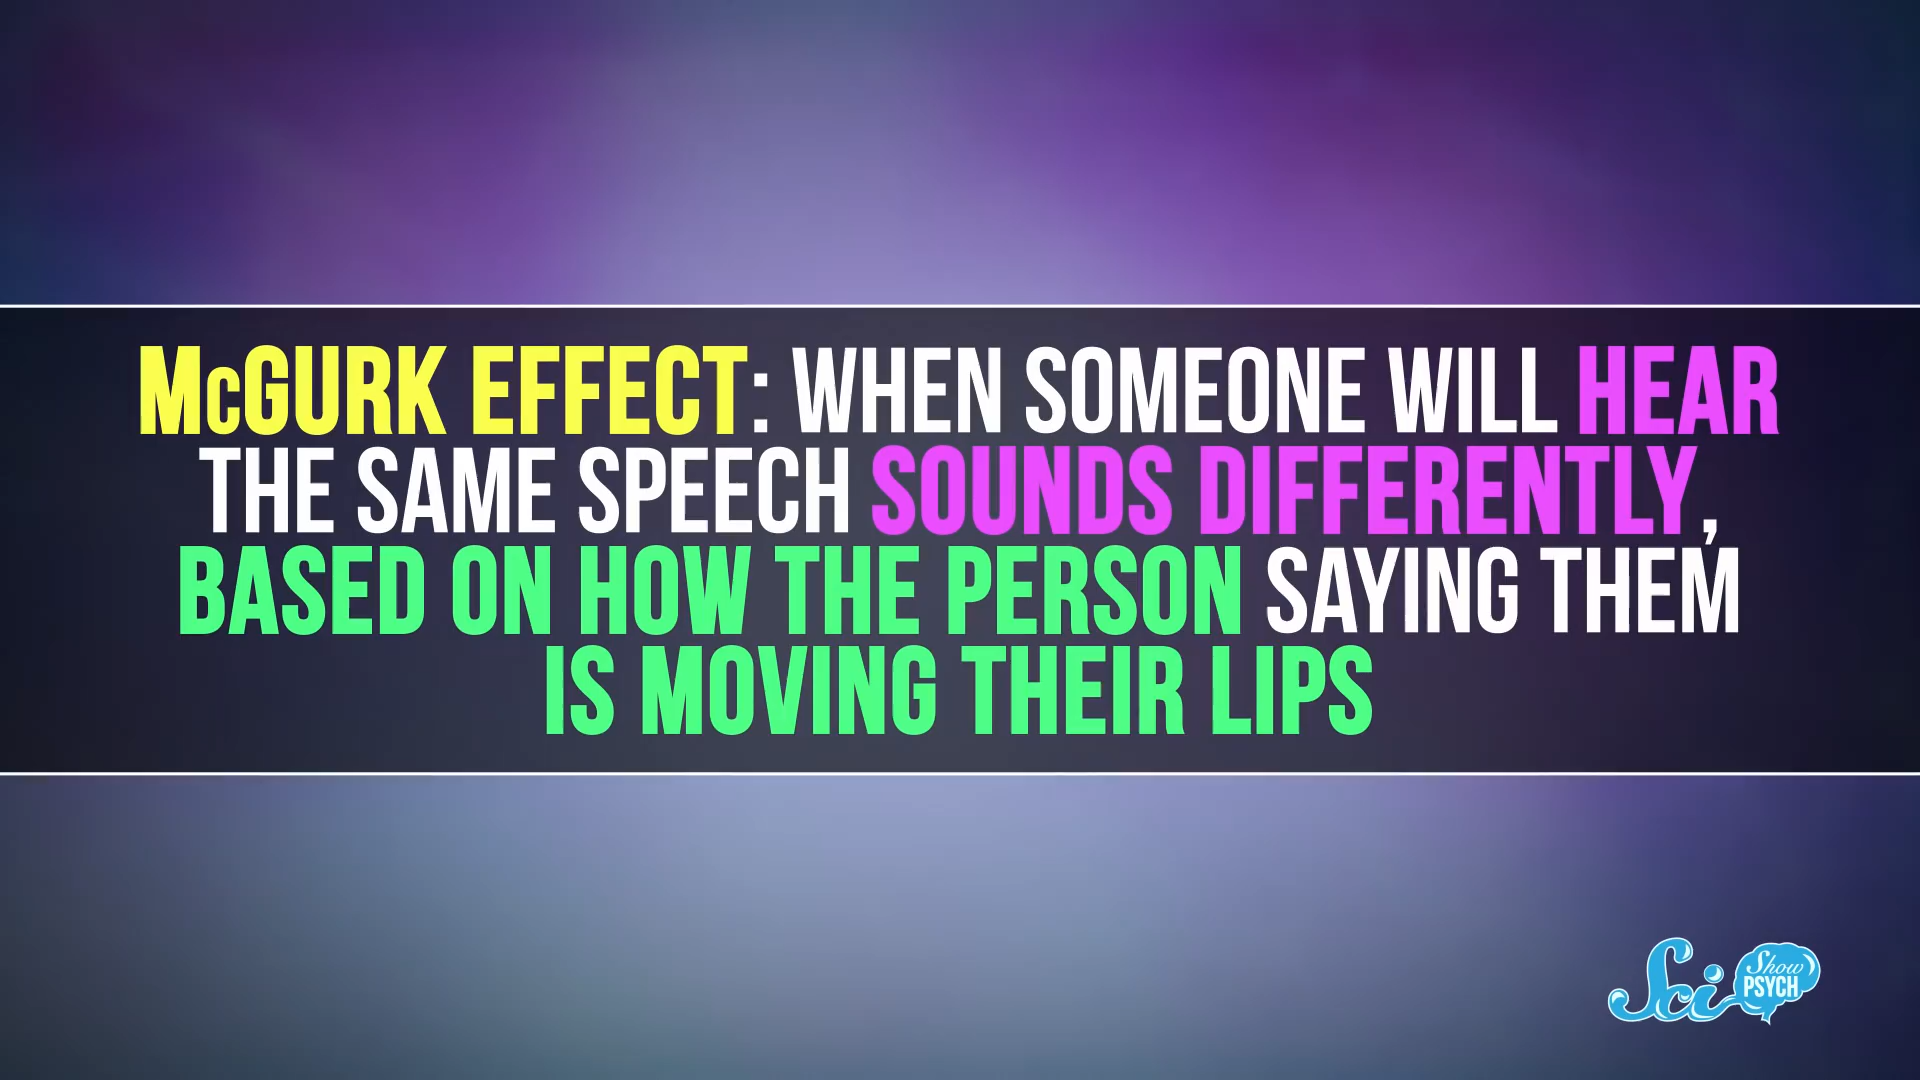 McGURK EFFECT: WHEN SOMEONE WILL HEAR
THE SAME SPEECH SOUNDS DIFFERENTLY,
BASED ON HOW THE PERSON SAYING THEM
IS MOVING THEIR LIPS
Sci Show
PSYCH